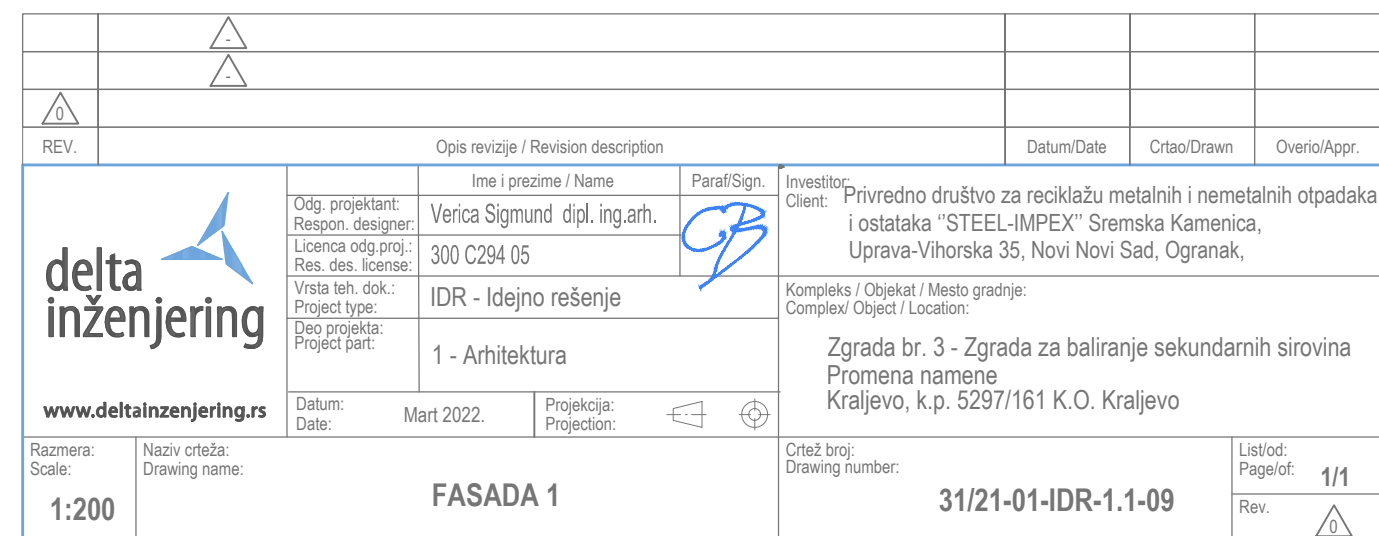 -
-
0
REV. Opis revizije / Revision description Datum/Date Crtao/Drawn Overio/Appr.
delta
inženjering
www.deltainzenjering.rs
Ime i prezime / Name Paraf/Sign.
Odg. projektant:
Respon. designer:
Verica Sigmund dipl. ing.arh.
Licenca odg.proj.:
Res. des. license:
300 C294 05
Vrsta teh. dok.:
Project type:
IDR - Idejno rešenje
Deo projekta:
Project part:
1 - Arhitektura
Datum:
Date:
Mart 2022.
Projekcija:
Projection:
Investitor:
Client:
Privredno društvo za reciklažu metalnih i nemetalnih otpadaka
i ostataka ‘’STEEL-IMPEX’’ Sremska Kamenica,
Uprava-Vihorska 35, Novi Novi Sad, Ogranak,
Kompleks / Objekat / Mesto gradnje:
Complex/ Object / Location:
Zgrada br. 3 - Zgrada za baliranje sekundarnih sirovina
Promena namene
Kraljevo, k.p. 5297/161 K.O. Kraljevo
Razmera:
Scale:
1:200
Naziv crteža:
Drawing name:
FASADA 1
Crtež broj:
Drawing number:
31/21-01-IDR-1.1-09
List/od:
Page/of:
1/1
Rev.
0